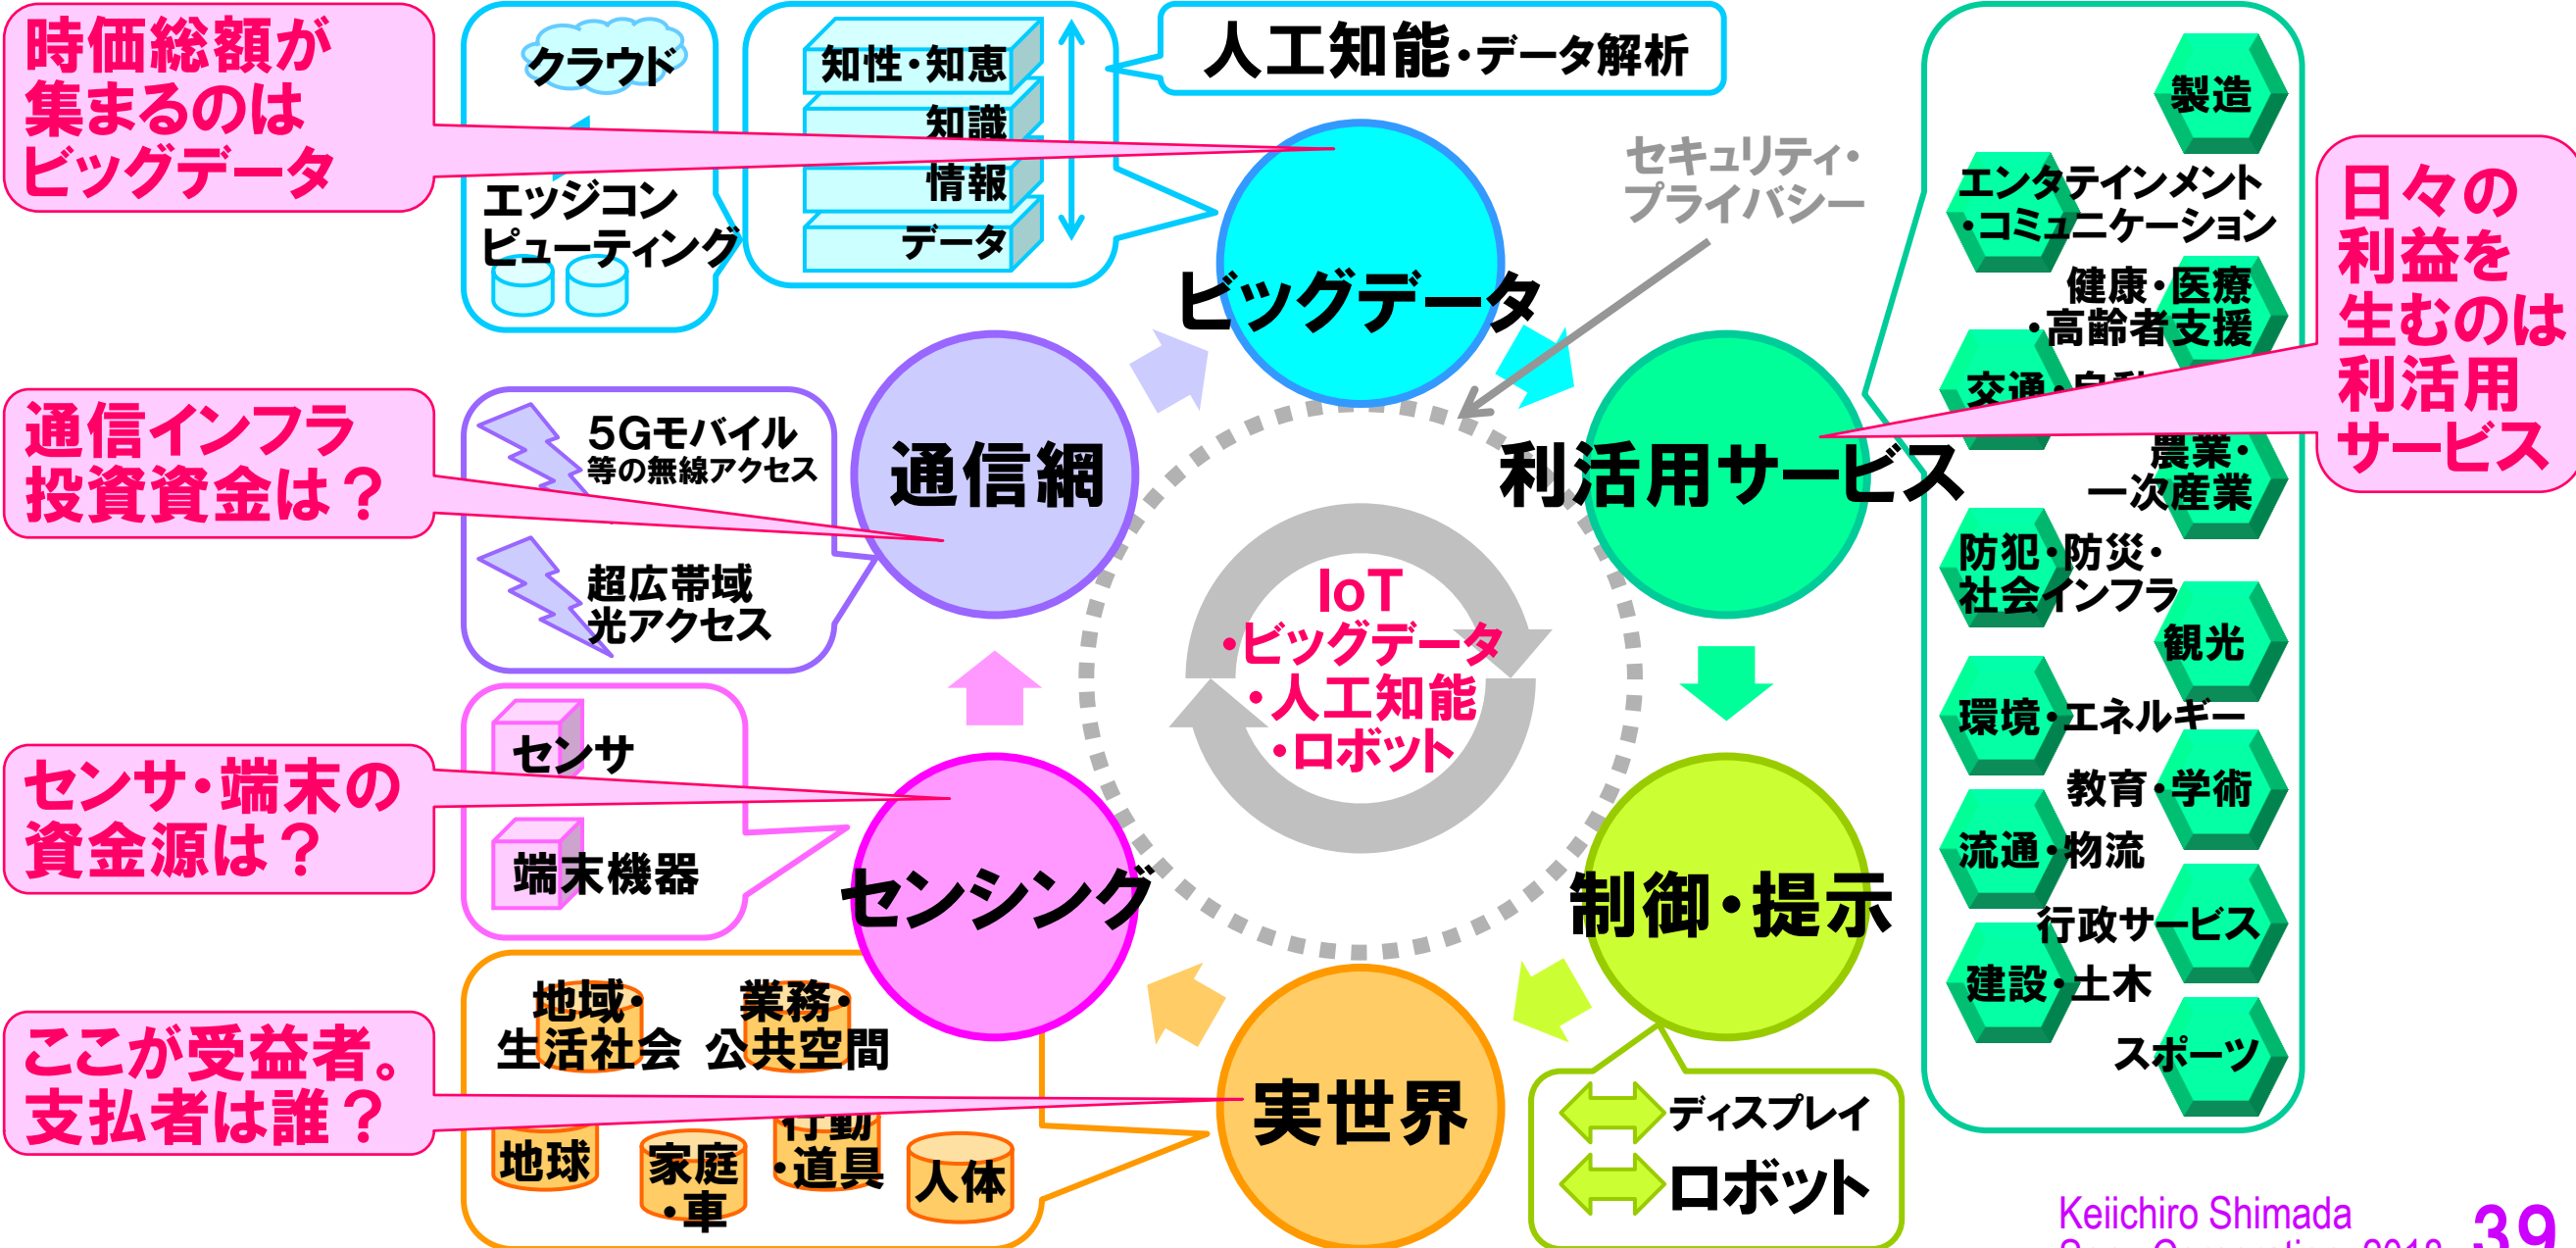 時価総額が
集まるのは
ビッグデータ
クラウド
エッジコン
ピューティング
知性・知恵
知識
情報
データ
人工知能・データ解析
セキュリティ・
プライバシー
ビッグデータ
通信インフラ
投資資金は？
5Gモバイル
等の無線アクセス
超広帯域
光アクセス
通信網
利活用サービス
日々の
利益を
生むのは
利活用
サービス
製造
エンタテインメント
・コミュニケーション
健康・医療
・高齢者支援
交通・自動
農業・
一次産業
防犯・防災・
社会インフラ
観光
環境・エネルギー
教育・学術
流通・物流
行政サービス
建設・土木
スポーツ
IoT
・ビッグデータ
・人工知能
・ロボット
センサ・端末の
資金源は？
センサ
端末機器
センシング
制御・提示
ここが受益者。
支払者は誰？
地域・
生活社会
業務・
公共空間
地球
家庭
・車
行動
・道具
人体
実世界
ディスプレイ
ロボット
Keiichiro Shimada
Sony Corporation 2018
39